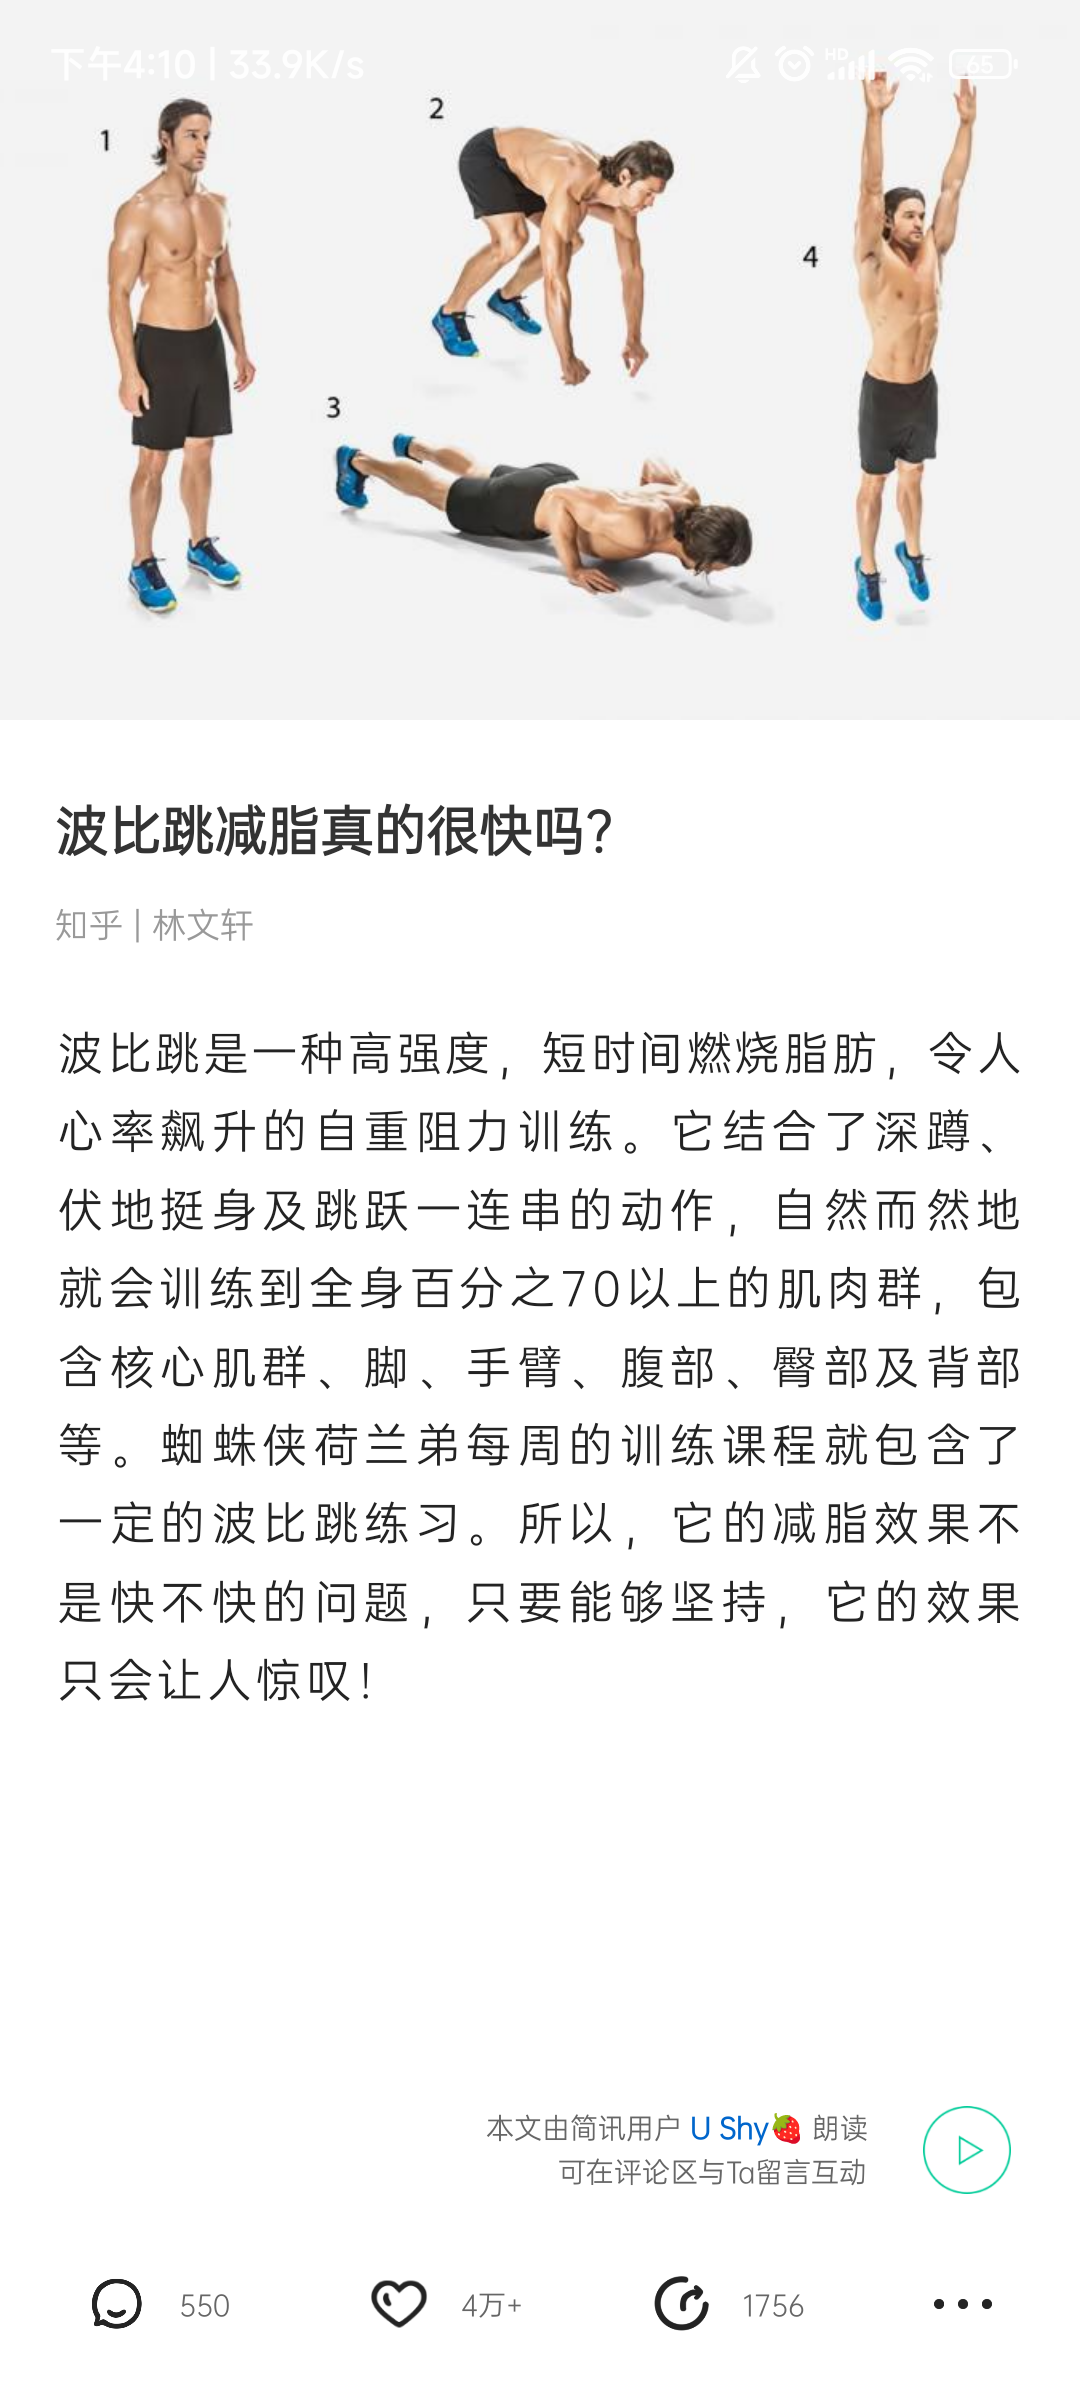 下午4:10 | 33.9K/s
HD
65
1
2
3
4
波比跳减脂真的很快吗？
知乎 | 林文轩
波比跳是一种高强度，短时间燃烧脂肪，令人
心率飙升的自重阻力训练。它结合了深蹲、
伏地挺身及跳跃一连串的动作，自然而然地
就会训练到全身百分之70以上的肌肉群，包
含核心肌群、脚、手臂、腹部、臀部及背部
等。蜘蛛侠荷兰弟每周的训练课程就包含了
一定的波比跳练习。所以，它的减脂效果不
是快不快的问题，只要能够坚持，它的效果
只会让人惊叹！
本文由简讯用户 U Shy🍓 朗读
可在评论区与Ta留言互动
550
4万+
1756